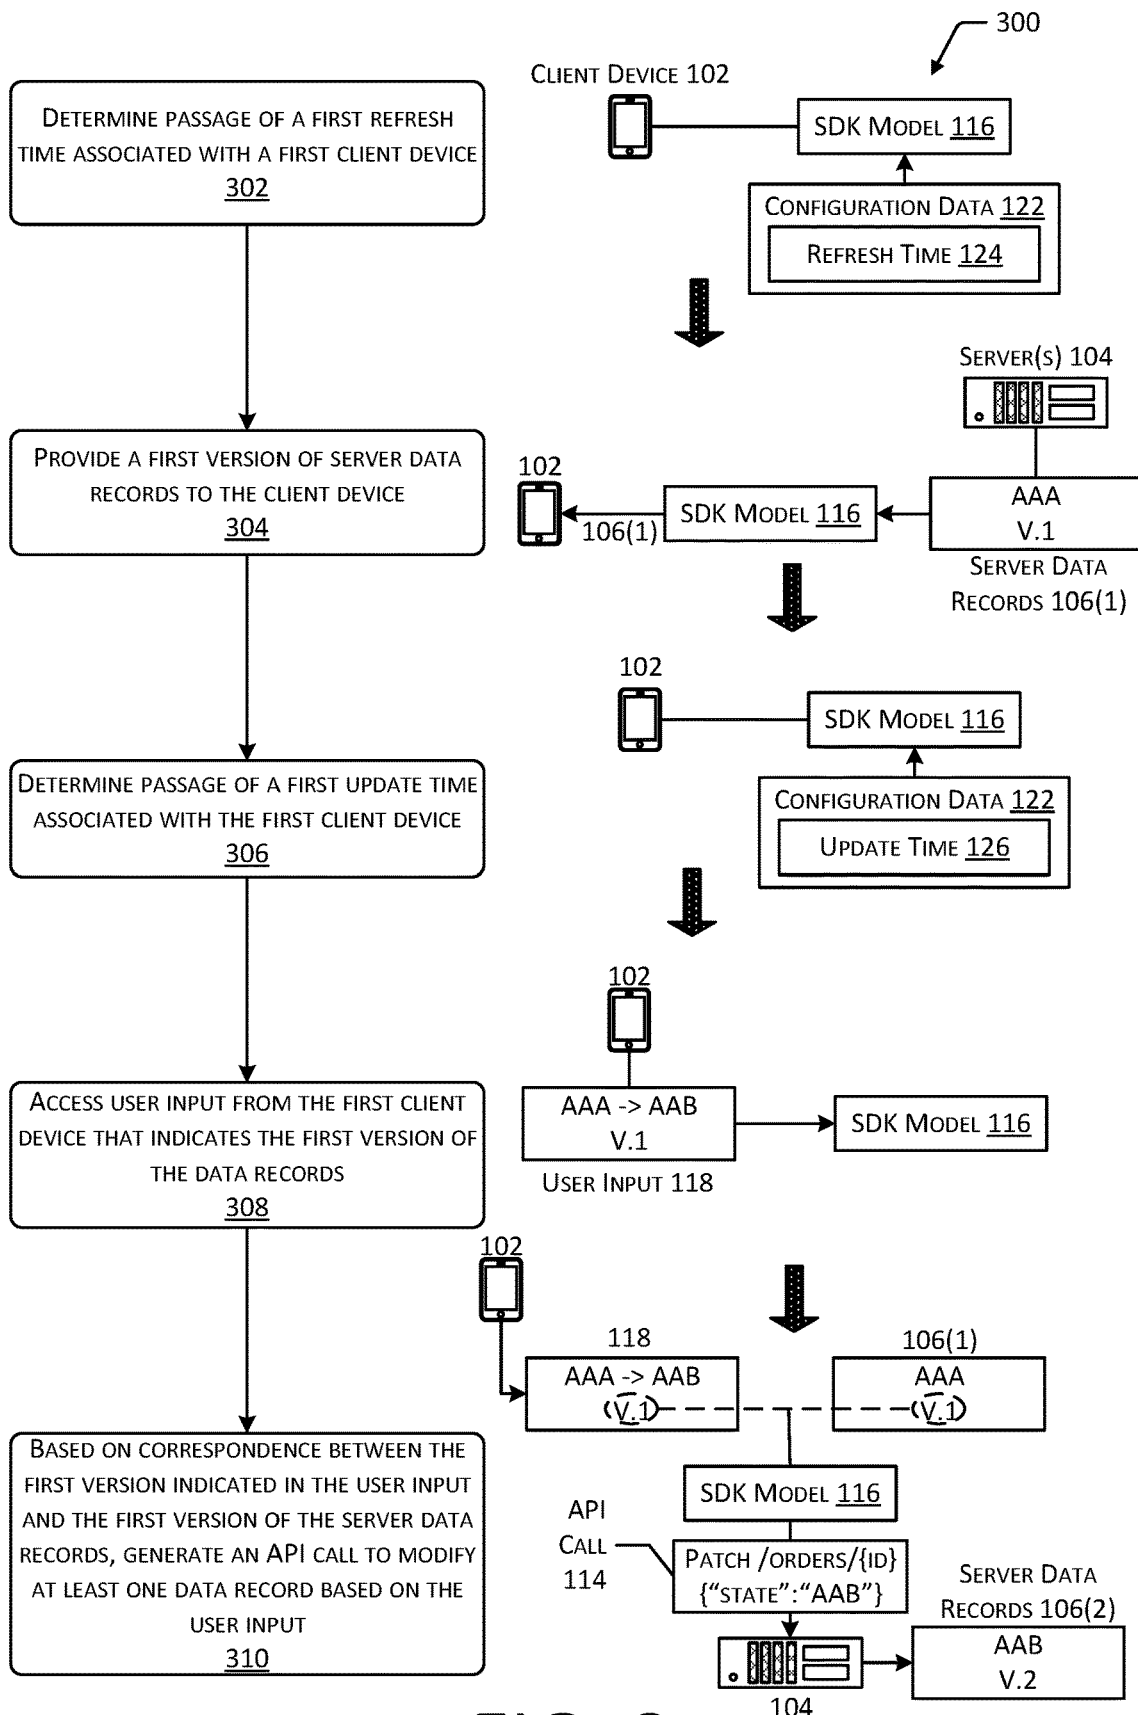 300
CLIENT DEVICE 102
DETERMINE PASSAGE OF A FIRST REFRESH
TIME ASSOCIATED WITH A FIRST CLIENT DEVICE
302
SDK MODEL 116
CONFIGURATION DATA 122
REFRESH TIME 124
SERVER(S) 104
PROVIDE A FIRST VERSION OF SERVER DATA
RECORDS TO THE CLIENT DEVICE
304
102
106(1)
SDK MODEL 116
AAA
V.1
SERVER DATA
RECORDS 106(1)
DETERMINE PASSAGE OF A FIRST UPDATE TIME
ASSOCIATED WITH THE FIRST CLIENT DEVICE
306
102
SDK MODEL 116
CONFIGURATION DATA 122
UPDATE TIME 126
ACCESS USER INPUT FROM THE FIRST CLIENT
DEVICE THAT INDICATES THE FIRST VERSION OF
THE DATA RECORDS
308
102
AAA -> AAB
V.1
USER INPUT 118
SDK MODEL 116
102
118
AAA -> AAB
V.1
106(1)
AAA
V.1
BASED ON CORRESPONDENCE BETWEEN THE
FIRST VERSION INDICATED IN THE USER INPUT
AND THE FIRST VERSION OF THE SERVER DATA
RECORDS, GENERATE AN API CALL TO MODIFY
AT LEAST ONE DATA RECORD BASED ON THE
USER INPUT
310
SDK MODEL 116
API
CALL
114
PATCH /ORDERS/{ID}
{"STATE":"AAB"}
SERVER DATA
RECORDS 106(2)
AAB
V.2
104